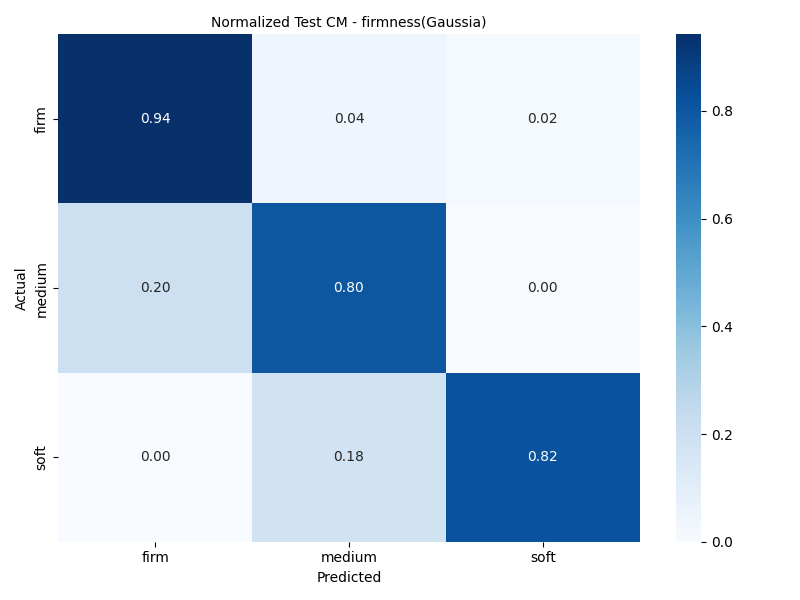 Normalized Test CM - firmness(Gaussia)
0.94 0.04 0.02
0.20 0.80 0.00
0.00 0.18 0.82
firm
medium
soft
Actual
firm medium soft
Predicted
0.8
0.6
0.4
0.2
0.0